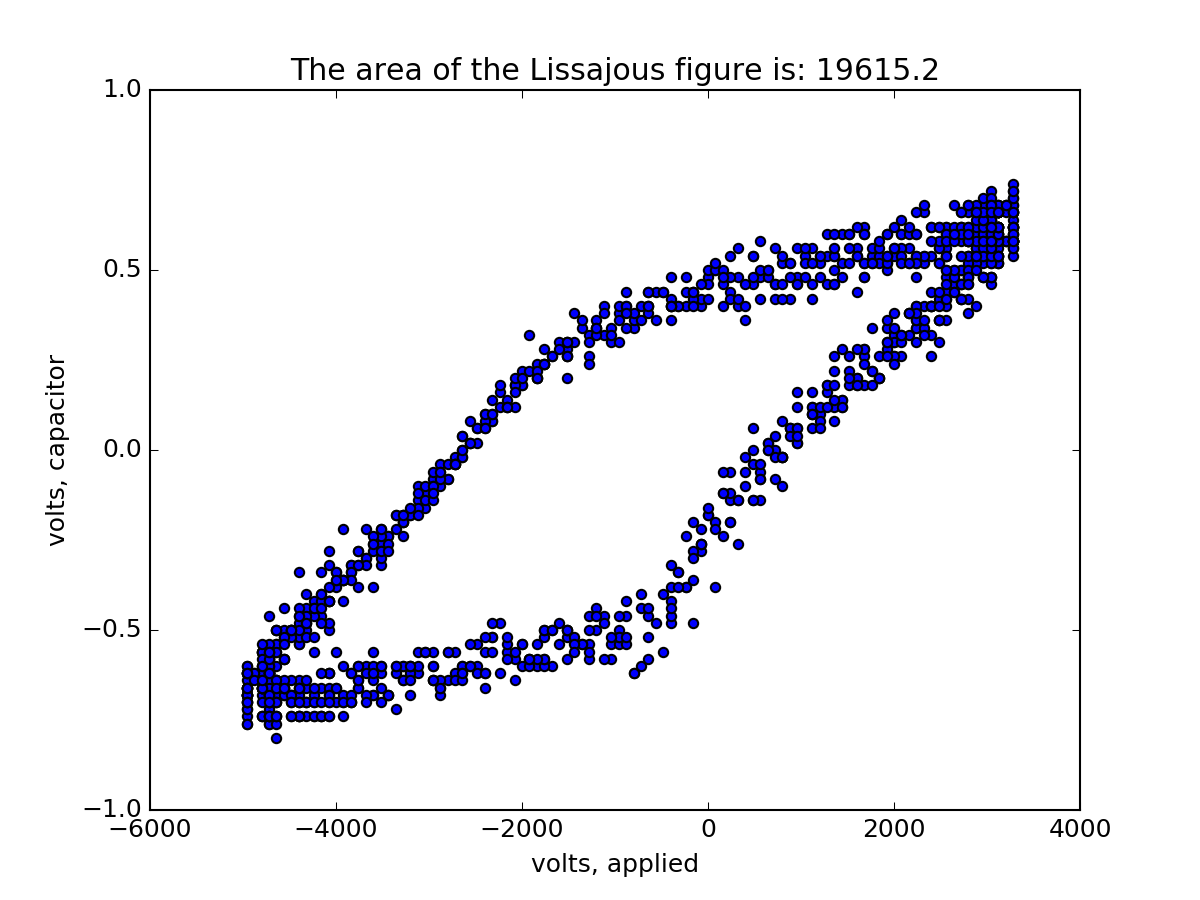 The area of the Lissajous figure is: 19615.2
1.0
0.5
0.0
−0.5
−1.0
−6000 −4000 −2000 0 2000 4000
volts, capacitor
volts, applied